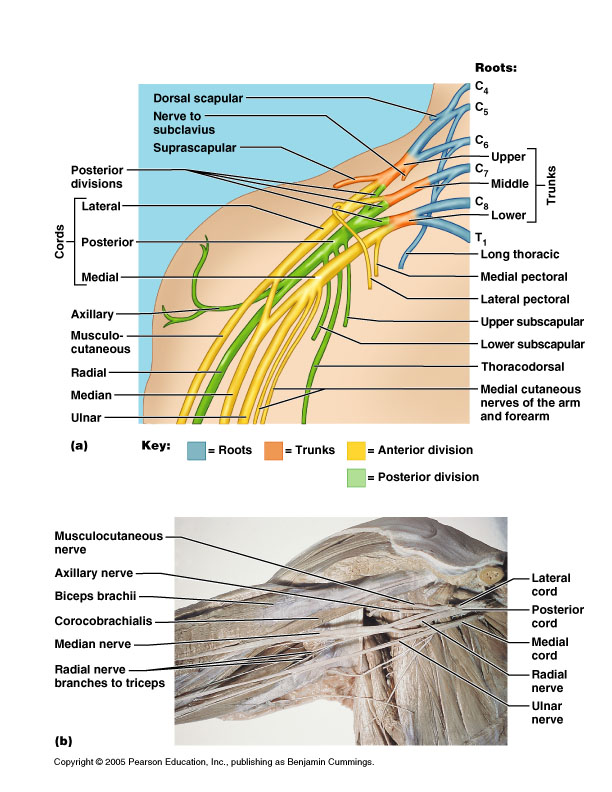 Roots:
C4
C5
C6
C7
C8
T1
Dorsal scapular
Nerve to
subclavius
Suprascapular
Posterior
divisions
Cords
Lateral
Posterior
Medial
Axillary
Musculo-
cutaneous
Radial
Median
Ulnar
Upper
Middle
Lower
Trunks
Long thoracic
Medial pectoral
Lateral pectoral
Upper subscapular
Lower subscapular
Thoracodorsal
Medial cutaneous
nerves of the arm
and forearm
(a)
Key:
= Roots
= Trunks
= Anterior division
= Posterior division
Musculocutaneous
nerve
Axillary nerve
Biceps brachii
Corocobrachialis
Median nerve
Radial nerve
branches to triceps
Lateral
cord
Posterior
cord
Medial
cord
Radial
nerve
Ulnar
nerve
(b)
Copyright © 2005 Pearson Education, Inc., publishing as Benjamin Cummings.